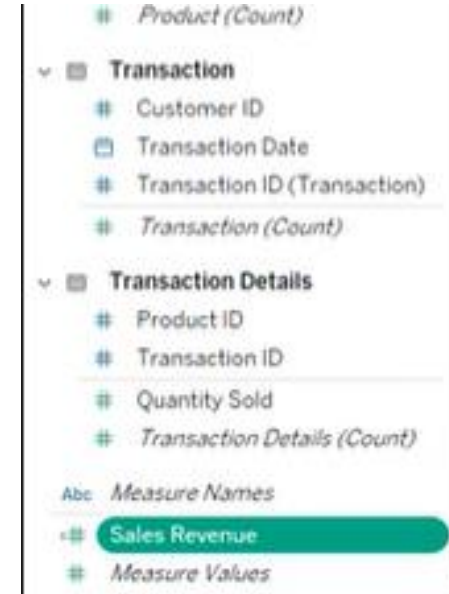 Product (Count)
Transaction
Customer ID
Transaction Date
Transaction ID (Transaction)
Transaction (Count)
Transaction Details
Product ID
Transaction ID
Quantity Sold
Transaction Details (Count)
Abc Measure Names
Sales Revenue
Measure Values